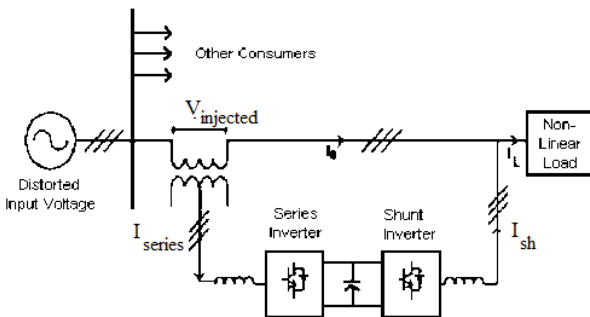 Other Consumers
V injected
Distorted
Input Voltage
I series
Series
Inverter
Shunt
Inverter
I sh
I L
Non-
Linear
Load